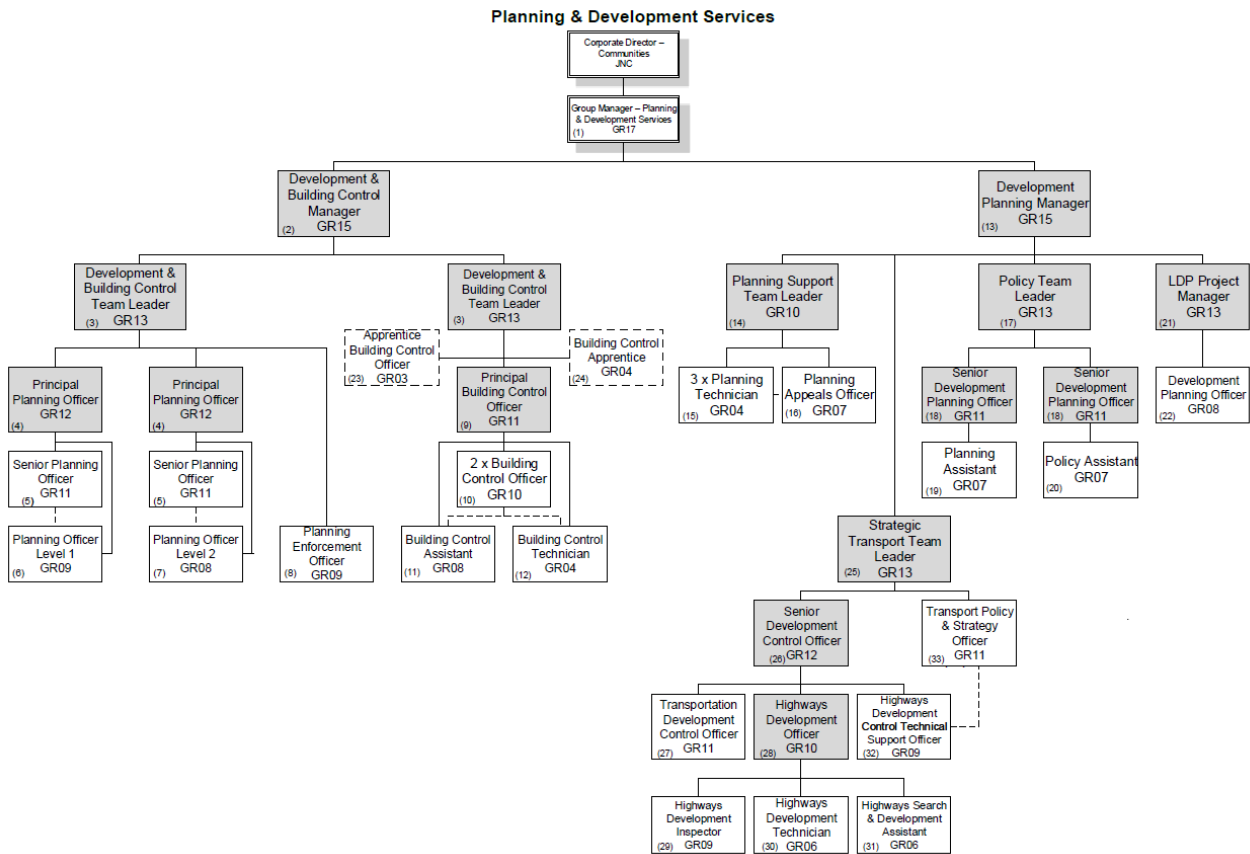 Planning & Development Services
Corporate Director –
Communities
JNC
Group Manager – Planning
& Development Services
(1) GR17
Development &
Building Control
Manager
(2) GR15
Development
Planning Manager
(13) GR15
Development &
Building Control
Team Leader
(3) GR13
Development &
Building Control
Team Leader
(3) GR13
Planning Support
Team Leader
(14) GR10
Policy Team
Leader
(17) GR13
LDP Project
Manager
(21) GR13
Apprentice
Building Control
Officer
(23) GR03
Building Control
Apprentice
(24) GR04
Principal
Planning Officer
GR12
(4)
Principal
Planning Officer
GR12
(4)
Principal
Building Control
Officer
(9) GR11
3 x Planning
Technician
(15) GR04
Planning
Appeals Officer
(16) GR07
Senior
Development
Planning Officer
(18) GR11
Senior
Development
Planning Officer
(18) GR11
Development
Planning Officer
(22) GR08
Senior Planning
Officer
(5) GR11
Senior Planning
Officer
(5) GR11
2 x Building
Control Officer
(10) GR10
Planning
Assistant
(19) GR07
Policy Assistant
(20) GR07
Planning Officer
Level 1
(6) GR09
Planning Officer
Level 2
(7) GR08
Planning
Enforcement
Officer
(8) GR09
Building Control
Assistant
(11) GR08
Building Control
Technician
(12) GR04
Strategic
Transport Team
Leader
(25) GR13
Senior
Development
Control Officer
(26) GR12
Transport Policy
& Strategy
Officer
(33) GR11
Transportation
Development
Control Officer
(27) GR11
Highways
Development
Officer
(28) GR10
Highways
Development
Control Technical
Support Officer
(32) GR09
Highways
Development
Inspector
(29) GR09
Highways
Development
Technician
(30) GR06
Highways Search
& Development
Assistant
(31) GR06